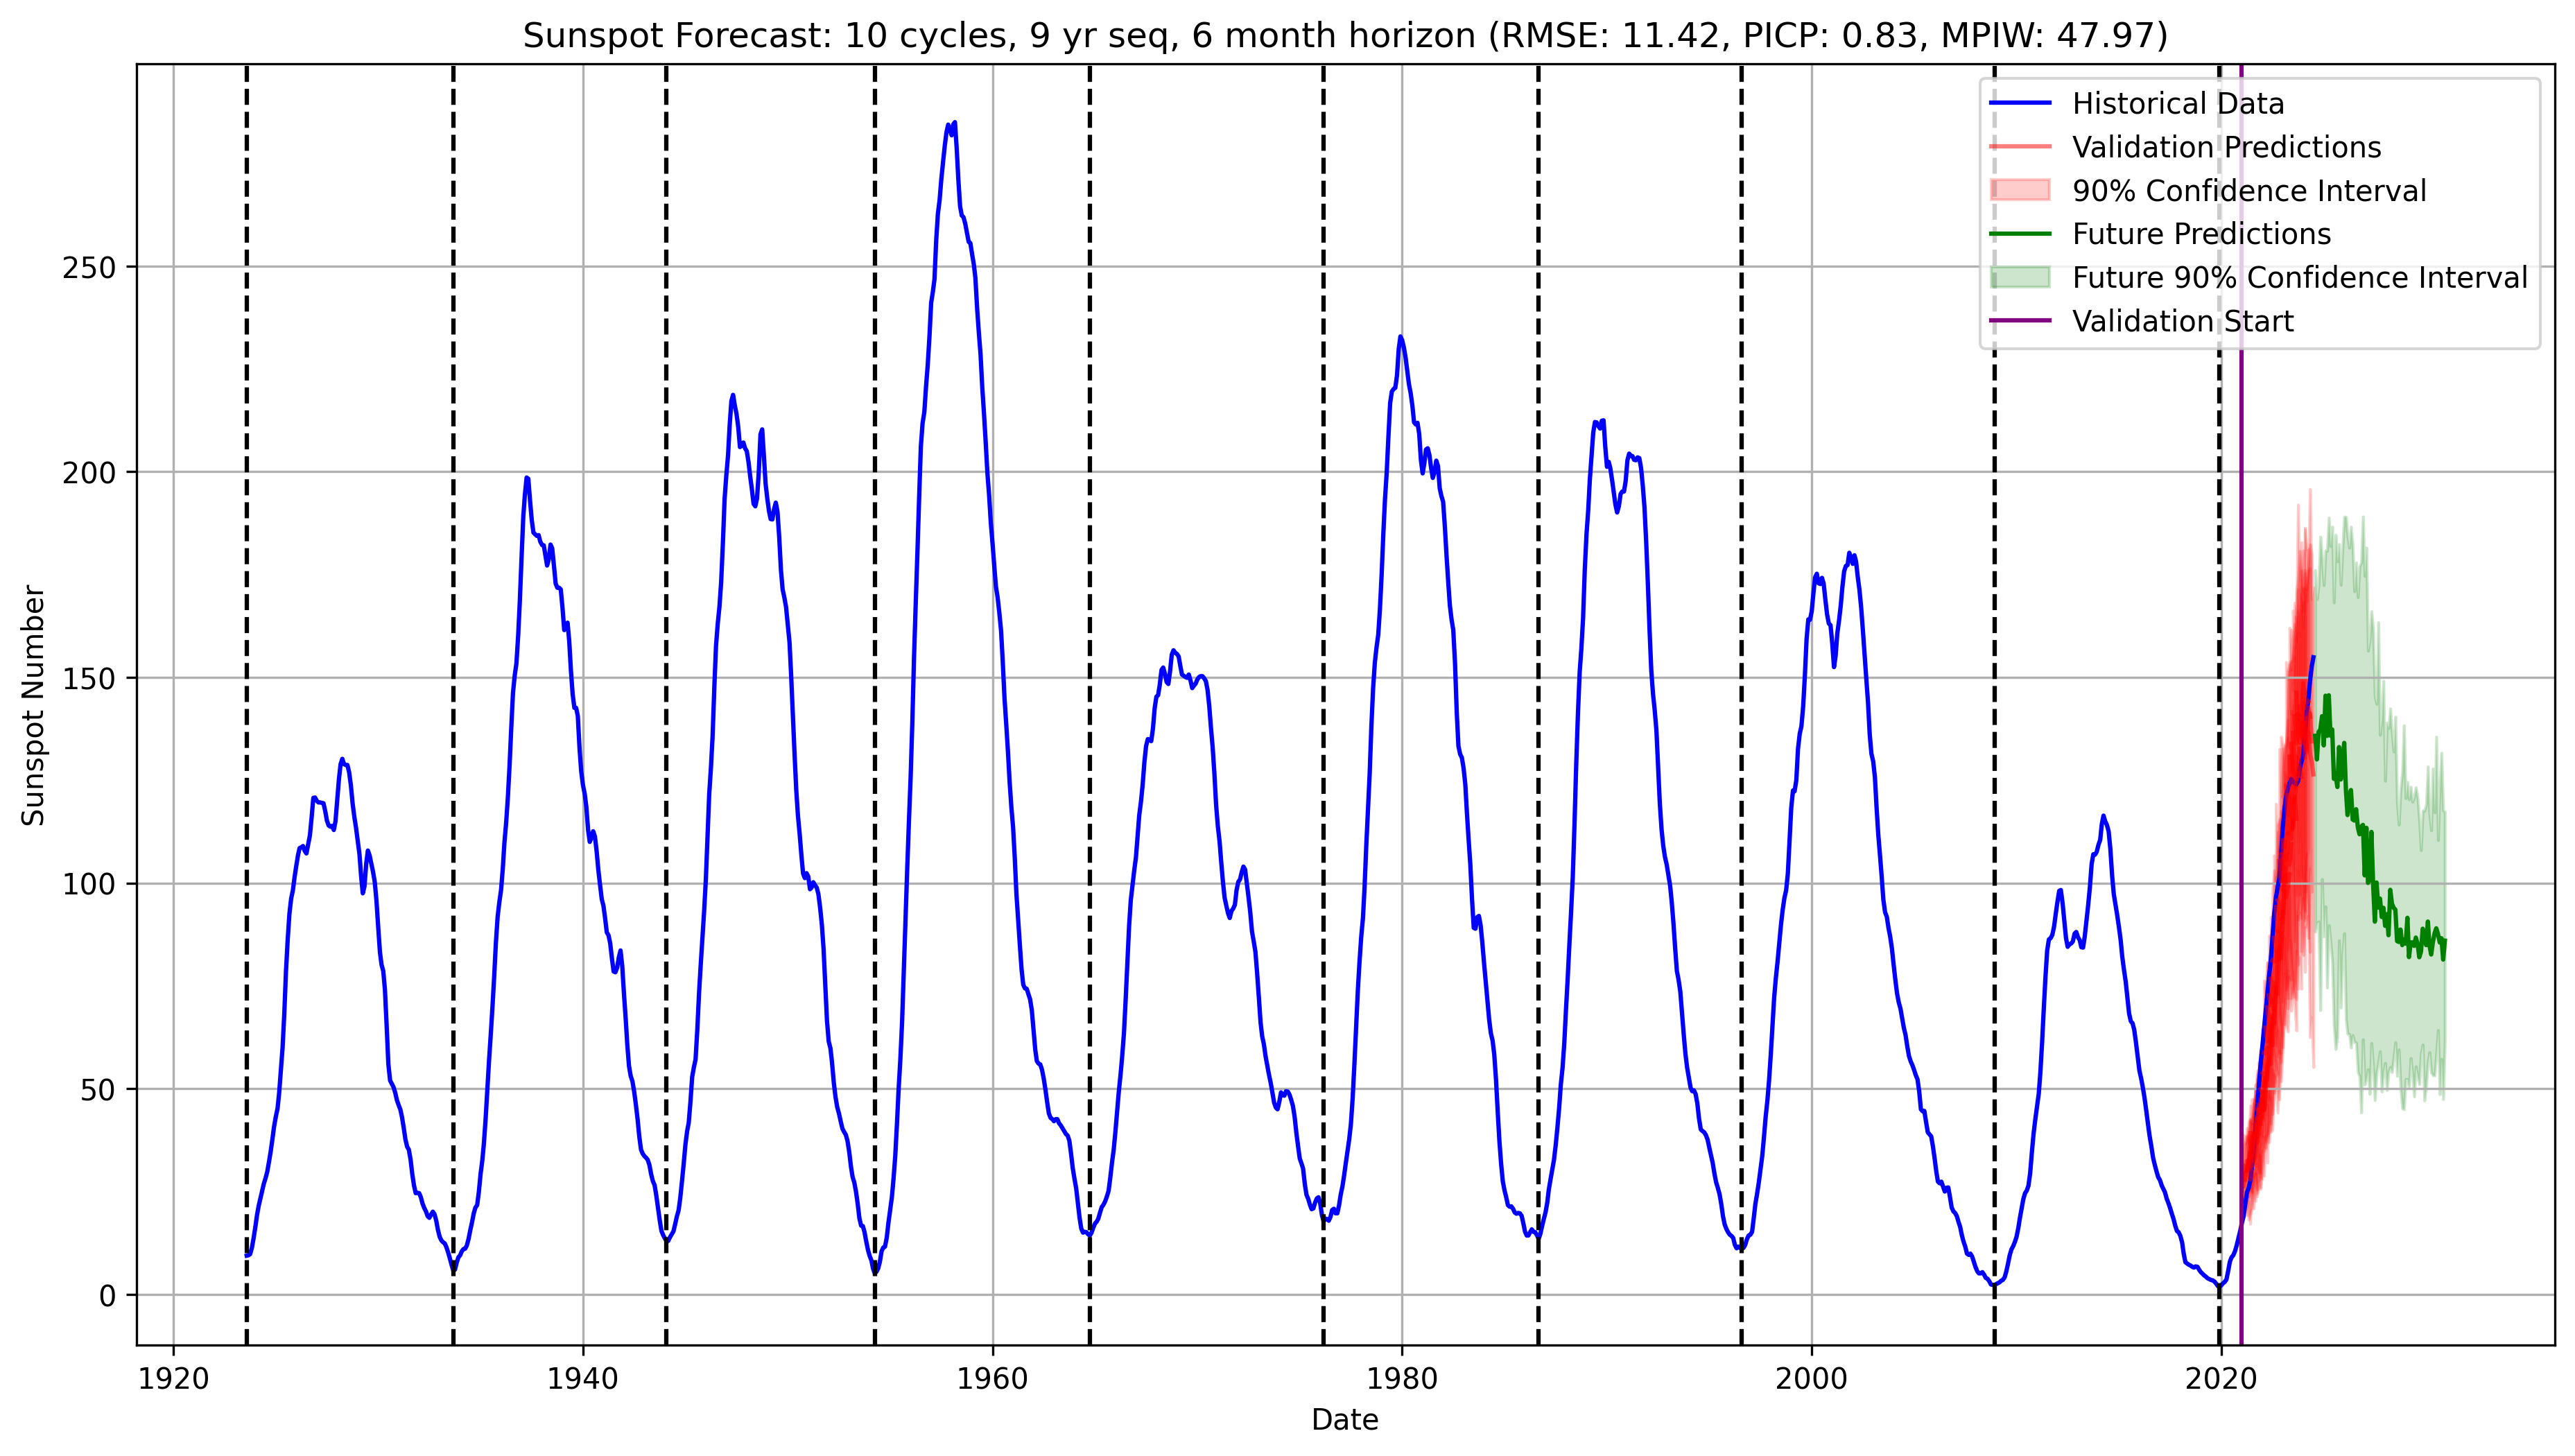 Sunspot Forecast: 10 cycles, 9 yr seq, 6 month horizon (RMSE: 11.42, PICP: 0.83, MPIW: 47.97)
Historical Data
Validation Predictions
90% Confidence Interval
Future Predictions
Future 90% Confidence Interval
Validation Start
Sunspot Number
250
200
150
100
50
0
1920 1940 1960 1980 2000 2020
Date